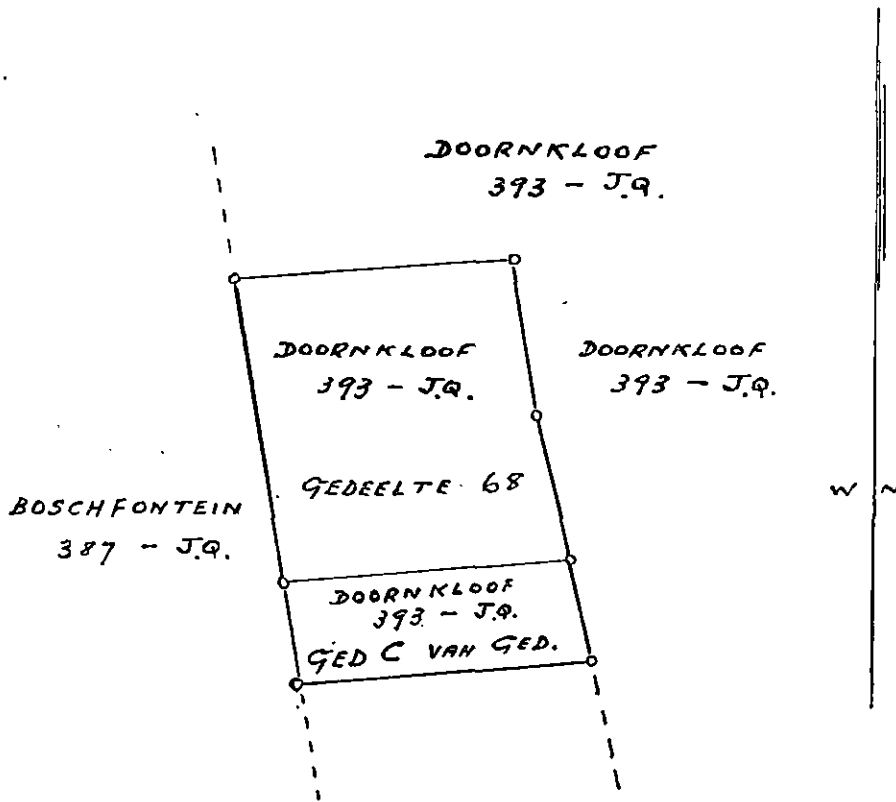 DOORNKLOOF
393 - J.Q.
DOORNKLOOF
393 - J.Q.
DOORNKLOOF
393 - J.Q.
GEDEELTE 68
BOSCHFONTEIN
387 - J.Q.
W N
DOORNKLOOF
393 - J.Q.
GED C VAN GED.